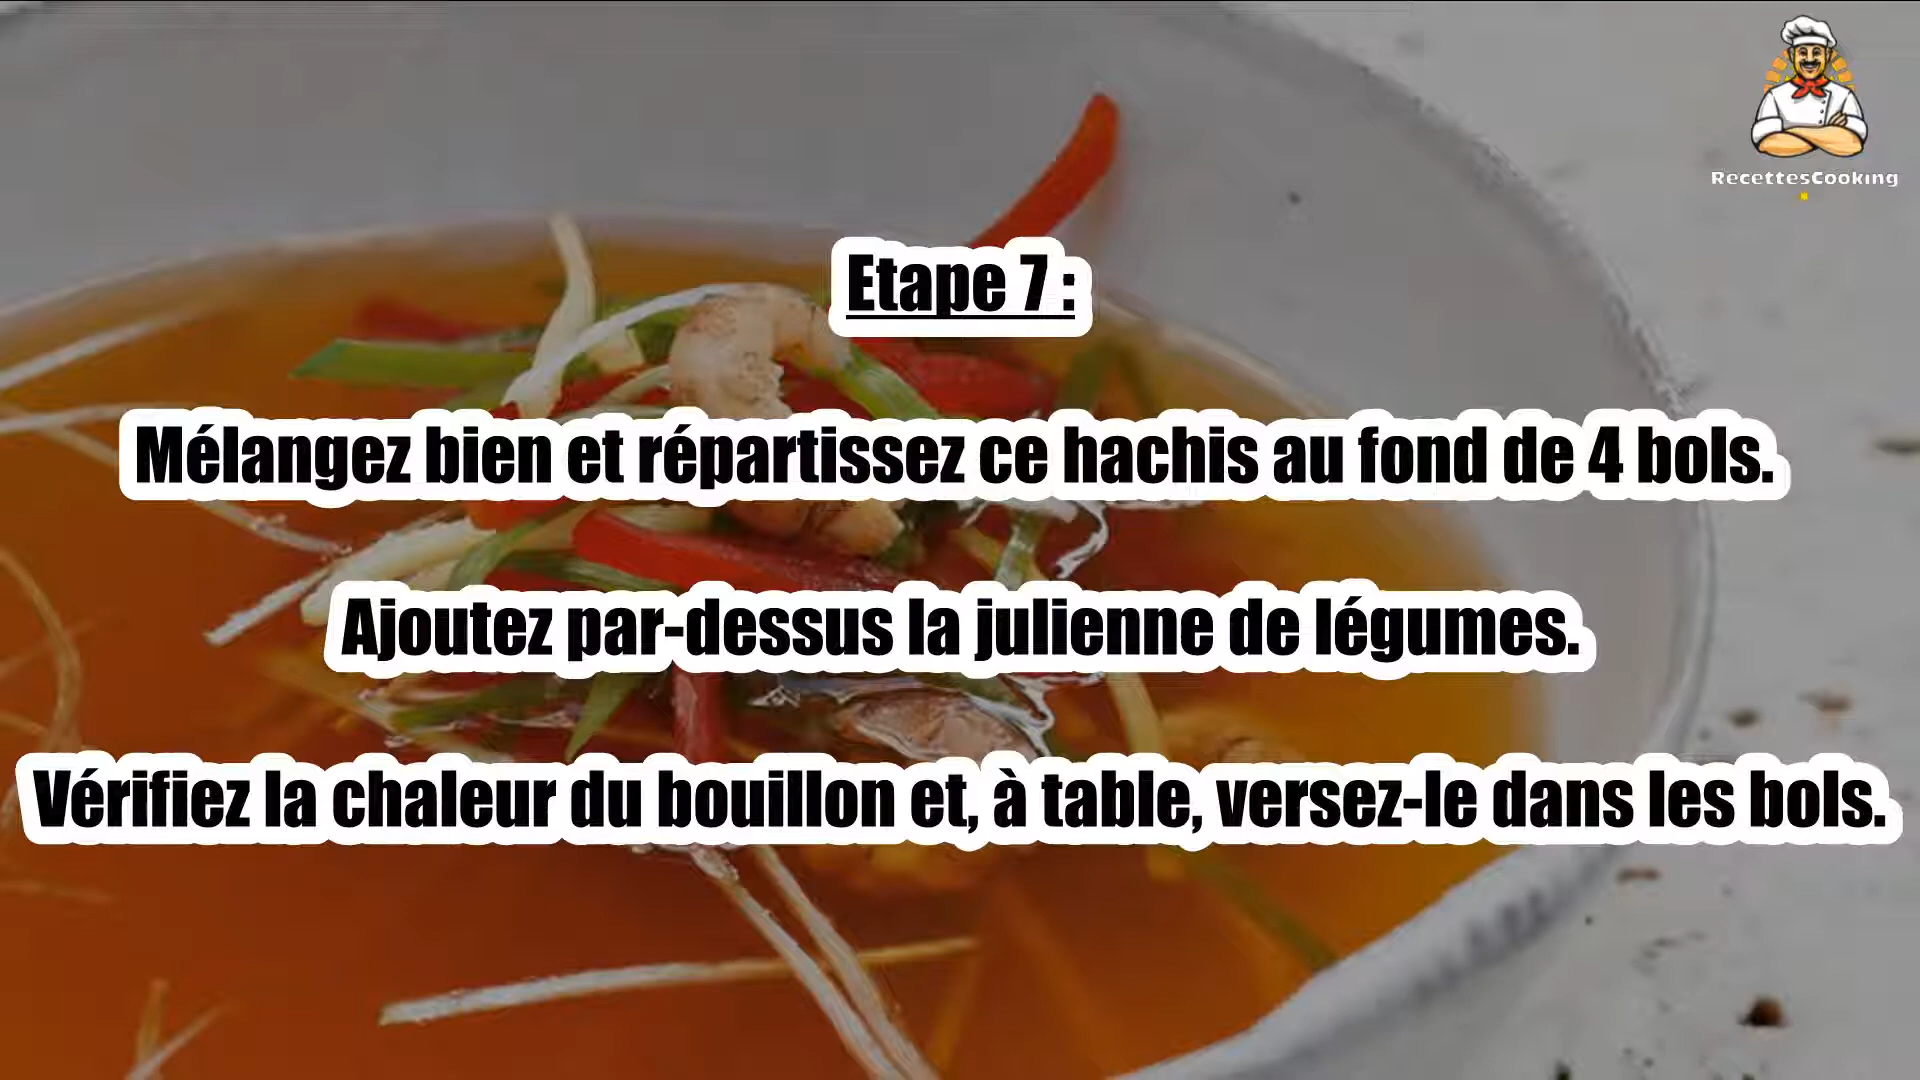 RecettesCooking
Etape 7 :
Mélangez bien et répartissez ce hachis au fond de 4 bols.
Ajoutez par-dessus la julienne de légumes.
Vérifiez la chaleur du bouillon et, à table, versez-le dans les bols.